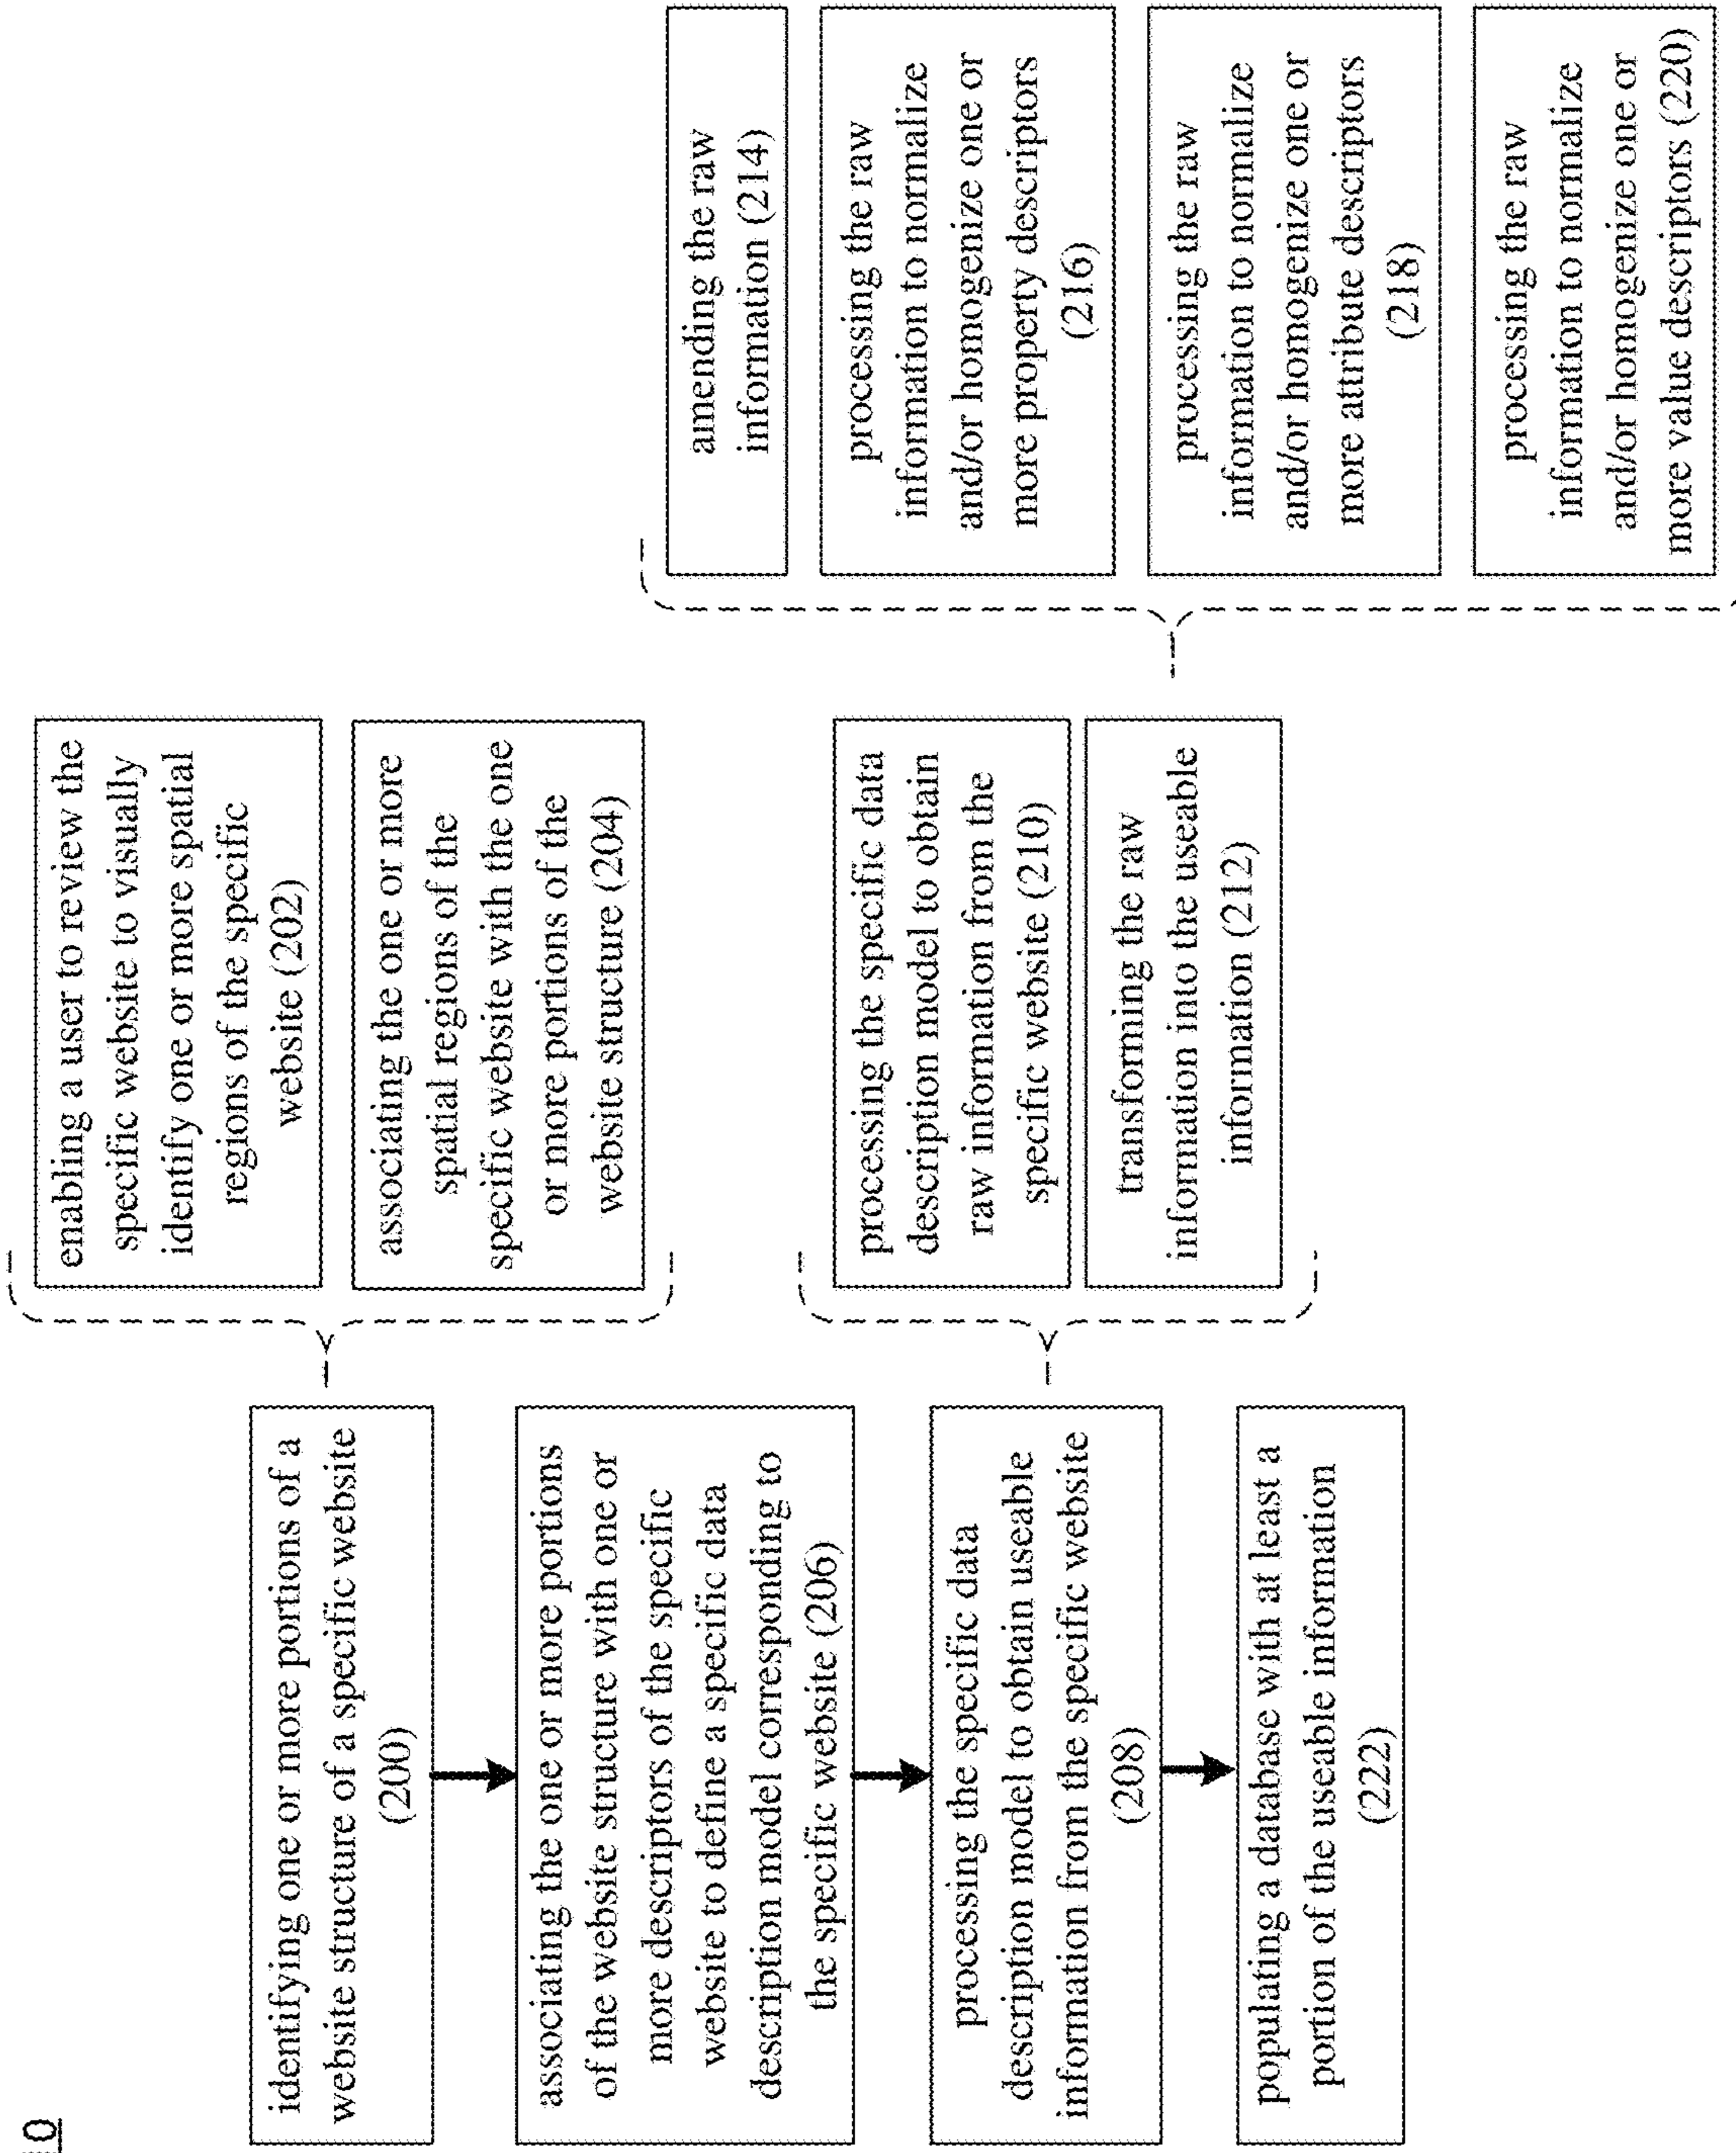 10
identifying one or more portions of a
website structure of a specific website
(200)
associating the one or more portions
of the website structure with one or
more descriptors of the specific
website to define a specific data
description model corresponding to
the specific website (206)
processing the specific data
description model to obtain useable
information from the specific website
(208)
populating a database with at least a
portion of the useable information
(222)
enabling a user to review the
specific website to visually
identify one or more spatial
regions of the specific
website (202)
associating the one or more
spatial regions of the
specific website with the one
or more portions of the
website structure (204)
processing the specific data
description model to obtain
raw information from the
specific website (210)
transforming the raw
information into the useable
information (212)
amending the raw
information (214)
processing the raw
information to normalize
and/or homogenize one or
more property descriptors
(216)
processing the raw
information to normalize
and/or homogenize one or
more attribute descriptors
(218)
processing the raw
information to normalize
and/or homogenize one or
more value descriptors (220)